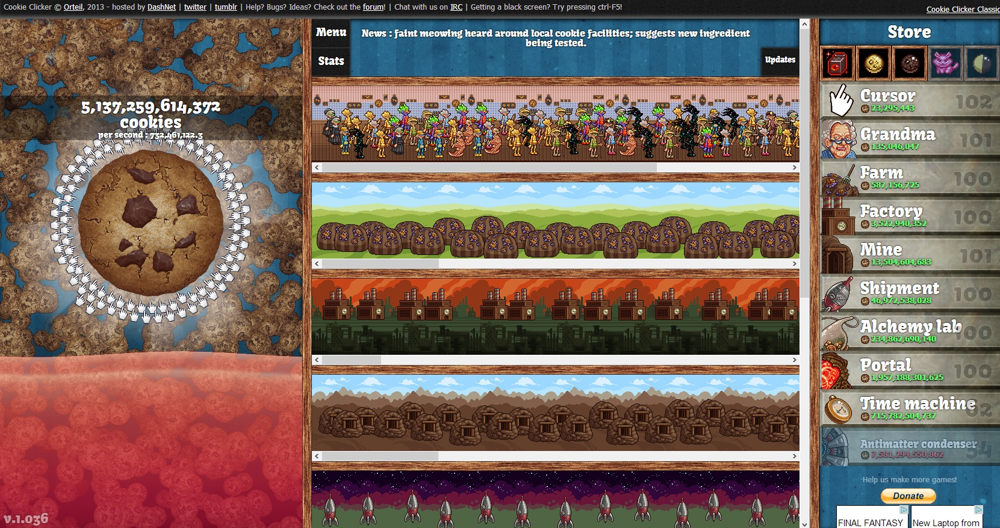 Cookie Clicker © Orteil, 2013 - hosted by DashNet | twitter | tumblr | Help? Bugs? Ideas? Check out the forum! | Chat with us on IRC | Getting a black screen? Try pressing ctrl-F5!
Cookie Clicker Classic
5,137,259,614,372
cookies
per second : 732,461,122.3
v.1.036
Menu
Stats
News : faint meowing heard around local cookie facilities; suggests new ingredient
being tested.
Updates
Store
Cursor 102
23,295,443
Grandma 101
135,046,047
Farm 100
587,156,725
Factory 100
3,522,940,352
Mine 101
13,504,604,683
Shipment 100
46,972,538,028
Alchemy lab
234,862,690,140
Portal 100
1,957,188,301,625
Time machine
715,782,504,737
Antimatter condenser
7,581,294,550,862
Help us make more games!
Donate
FINAL FANTASY
New Laptop from